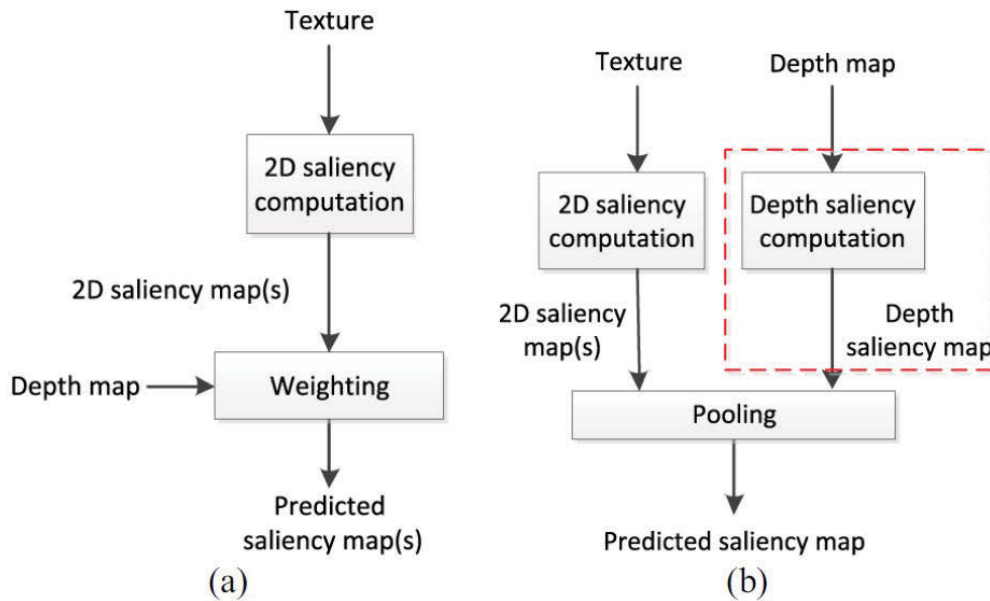 Texture
2D saliency
computation
2D saliency map(s)
Depth map
Weighting
Predicted
saliency map(s)
(a)
Texture
Depth map
2D saliency
computation
Depth saliency
computation
2D saliency
map(s)
Depth
saliency map
Pooling
Predicted saliency map
(b)